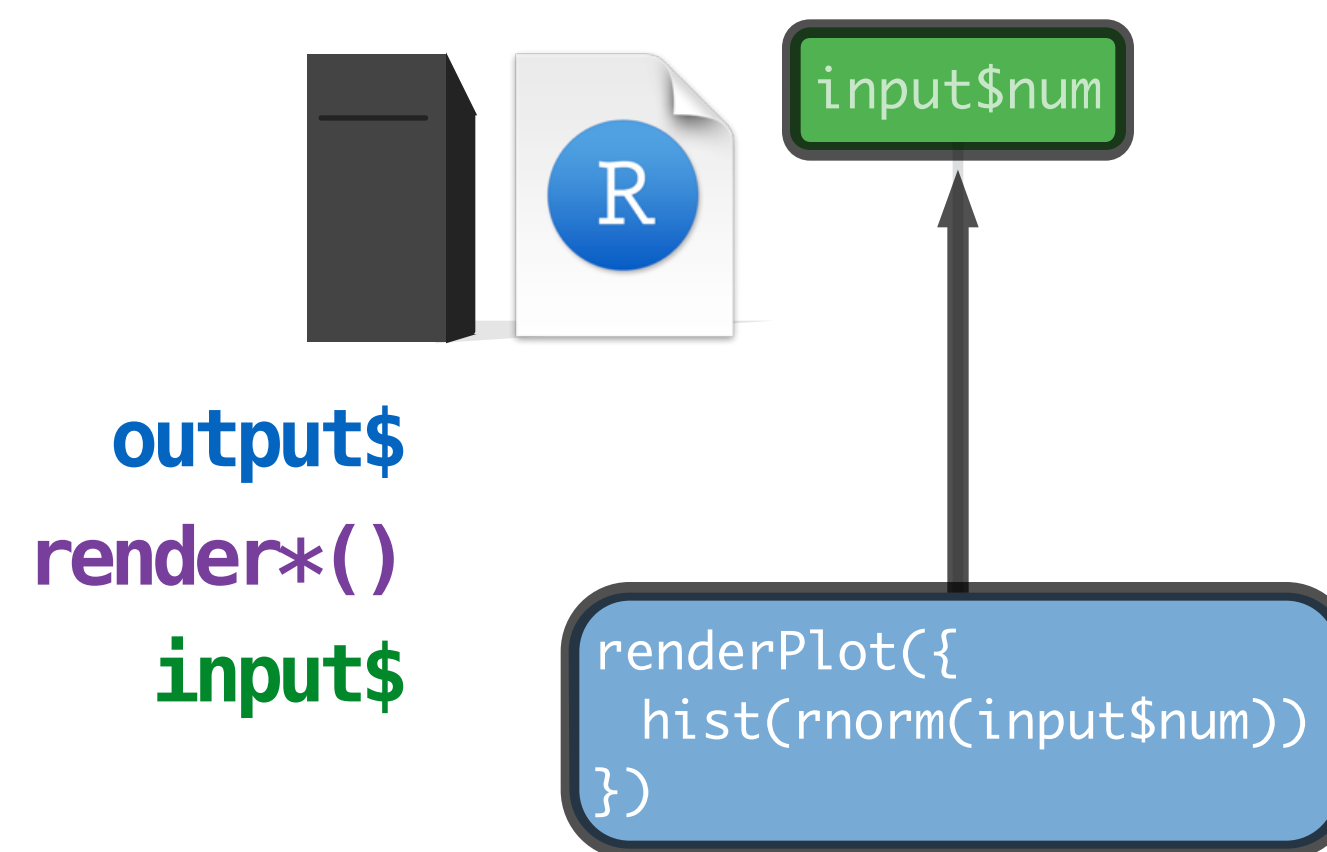 R
input$num
output$
render*()
input$
renderPlot({
  hist(rnorm(input$num))
})